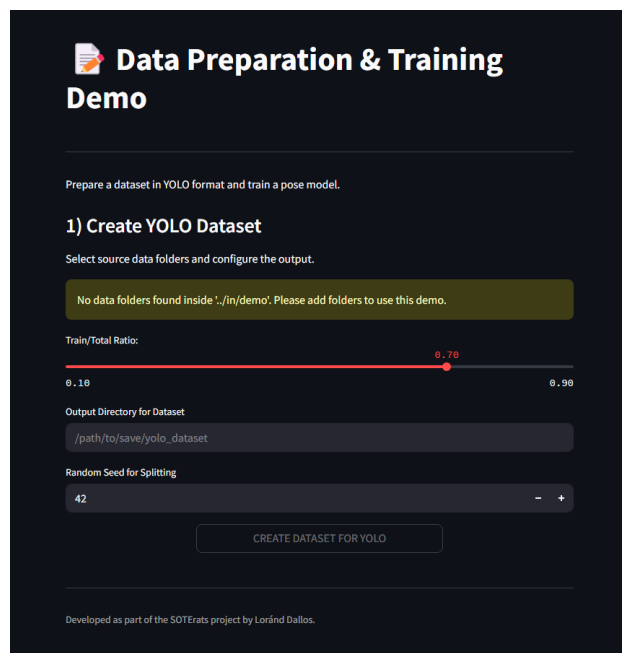 📝 Data Preparation & Training
Demo
Prepare a dataset in YOLO format and train a pose model.
1) Create YOLO Dataset
Select source data folders and configure the output.
No data folders found inside '../in/demo'. Please add folders to use this demo.
Train/Total Ratio:
0.70
0.10 0.90
Output Directory for Dataset
/path/to/save/yolo_dataset
Random Seed for Splitting
42 − +
CREATE DATASET FOR YOLO
Developed as part of the SOTErats project by Loránd Dallos.